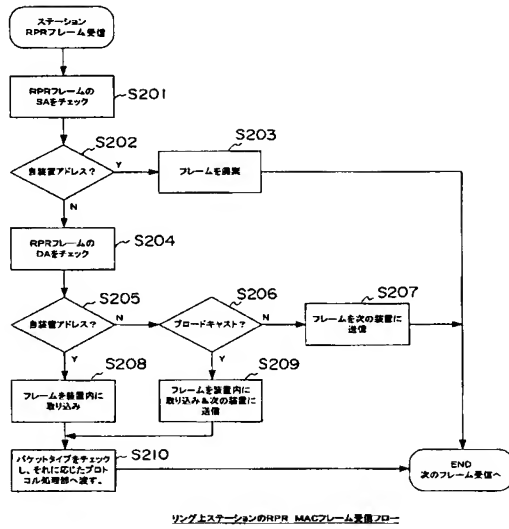 ステーション
RPRフレーム受信
RPRフレームの
SAをチェック
S201
S202
自装置アドレス?
Y
N
S203
フレームを廃棄
RPRフレームの
DAをチェック
S204
S205
自装置アドレス?
N
Y
S206
ブロードキャスト?
N
Y
S207
フレームを次の装置に
送信
S208
フレームを装置内に
取り込み
S209
フレームを装置内に
取り込み&次の装置に
送信
S210
パケットタイプをチェック
し、それに応じたプロト
コル処理部へ渡す。
END
次のフレーム受信へ
リング上ステーションのRPR MACフレーム受信フロー